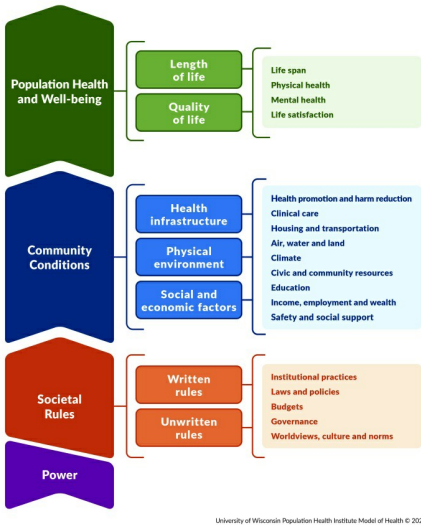 Population Health
and Well-being
Length
of life
Quality
of life
Life span
Physical health
Mental health
Life satisfaction
Community
Conditions
Health
infrastructure
Physical
environment
Social and
economic factors
Health promotion and harm reduction
Clinical care
Housing and transportation
Air, water and land
Climate
Civic and community resources
Education
Income, employment and wealth
Safety and social support
Societal
Rules
Written
rules
Unwritten
rules
Institutional practices
Laws and policies
Budgets
Governance
Worldviews, culture and norms
Power
University of Wisconsin Population Health Institute Model of Health ©